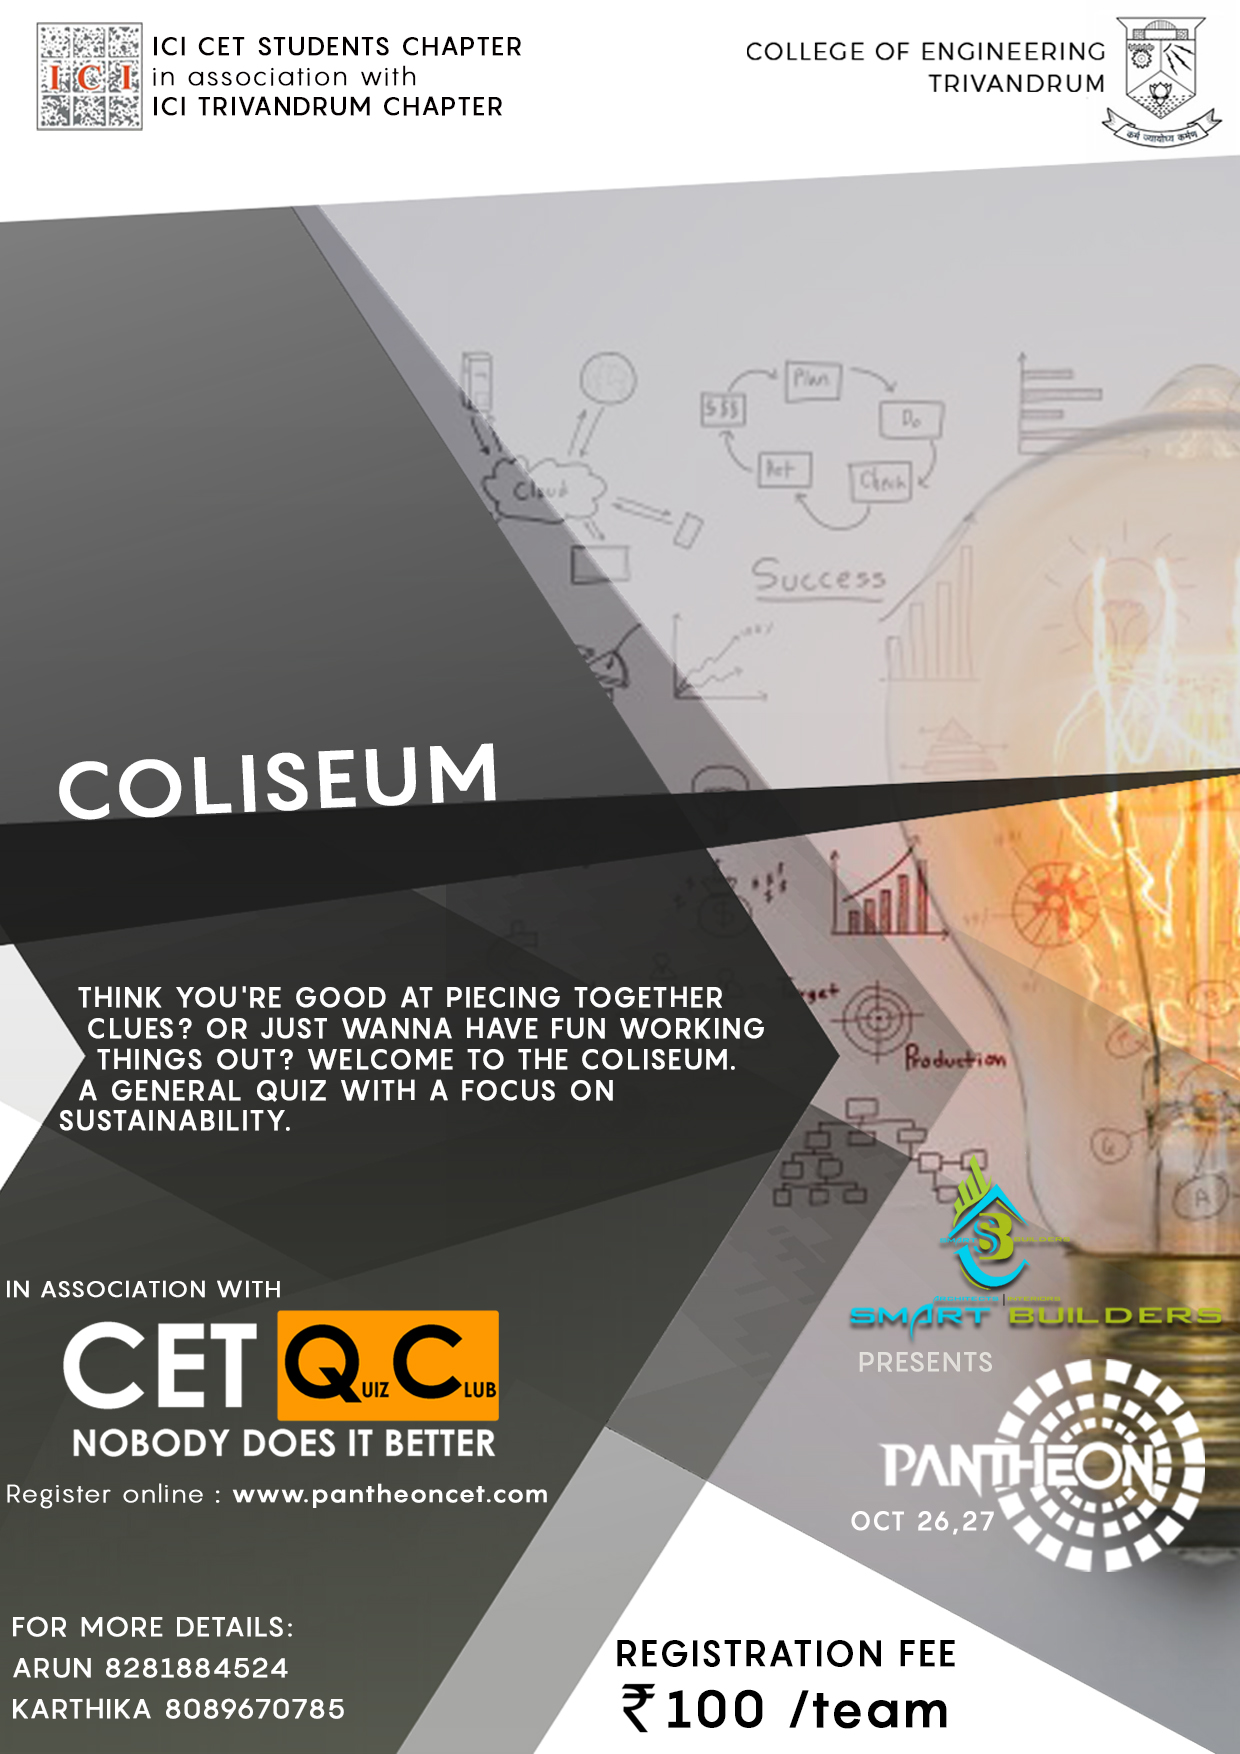 ICI
ICI CET STUDENTS CHAPTER
in association with
ICI TRIVANDRUM CHAPTER
COLLEGE OF ENGINEERING
TRIVANDRUM
Plan
$$$
Do
Act
Check
Cloud
Success
COLISEUM
THINK YOU'RE GOOD AT PIECING TOGETHER
CLUES? OR JUST WANNA HAVE FUN WORKING
THINGS OUT? WELCOME TO THE COLISEUM.
A GENERAL QUIZ WITH A FOCUS ON
SUSTAINABILITY.
Target
Production
A
IN ASSOCIATION WITH
CET QUIZ CLUB
NOBODY DOES IT BETTER
Register online : www.pantheoncet.com
SB
SMART BUILDERS
PRESENTS
PANTHEON
OCT 26,27
FOR MORE DETAILS:
ARUN 8281884524
KARTHIKA 8089670785
REGISTRATION FEE
₹100 /team